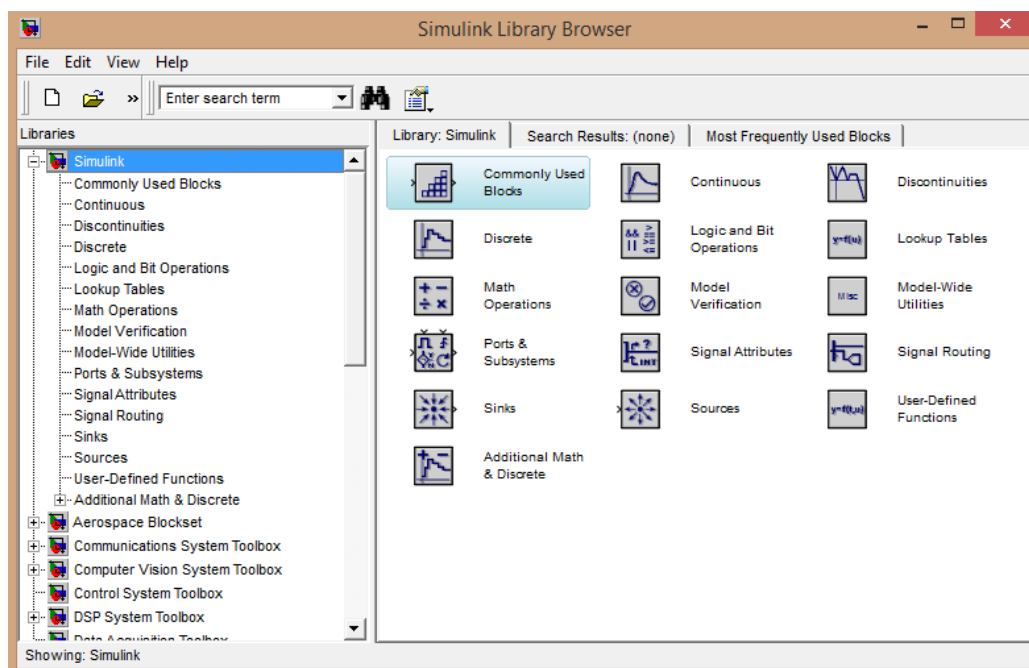 Simulink Library Browser
File Edit View Help
» Enter search term
Libraries
Simulink
Commonly Used Blocks
Continuous
Discontinuities
Discrete
Logic and Bit Operations
Lookup Tables
Math Operations
Model Verification
Model-Wide Utilities
Ports & Subsystems
Signal Attributes
Signal Routing
Sinks
Sources
User-Defined Functions
Additional Math & Discrete
Aerospace Blockset
Communications System Toolbox
Computer Vision System Toolbox
Control System Toolbox
DSP System Toolbox
Data Acquisition Toolbox
Library: Simulink Search Results: (none) Most Frequently Used Blocks
Commonly Used
Blocks
Continuous
Discontinuities
Discrete
&& ||
> >= <=
Logic and Bit
Operations
y=f(u)
Lookup Tables
+ − ÷ ×
Math
Operations
Model
Verification
Misc
Model-Wide
Utilities
Ports &
Subsystems
?
INT
Signal Attributes
Signal Routing
Sinks
Sources
y=f(t,u)
User-Defined
Functions
Additional Math
& Discrete
Showing: Simulink